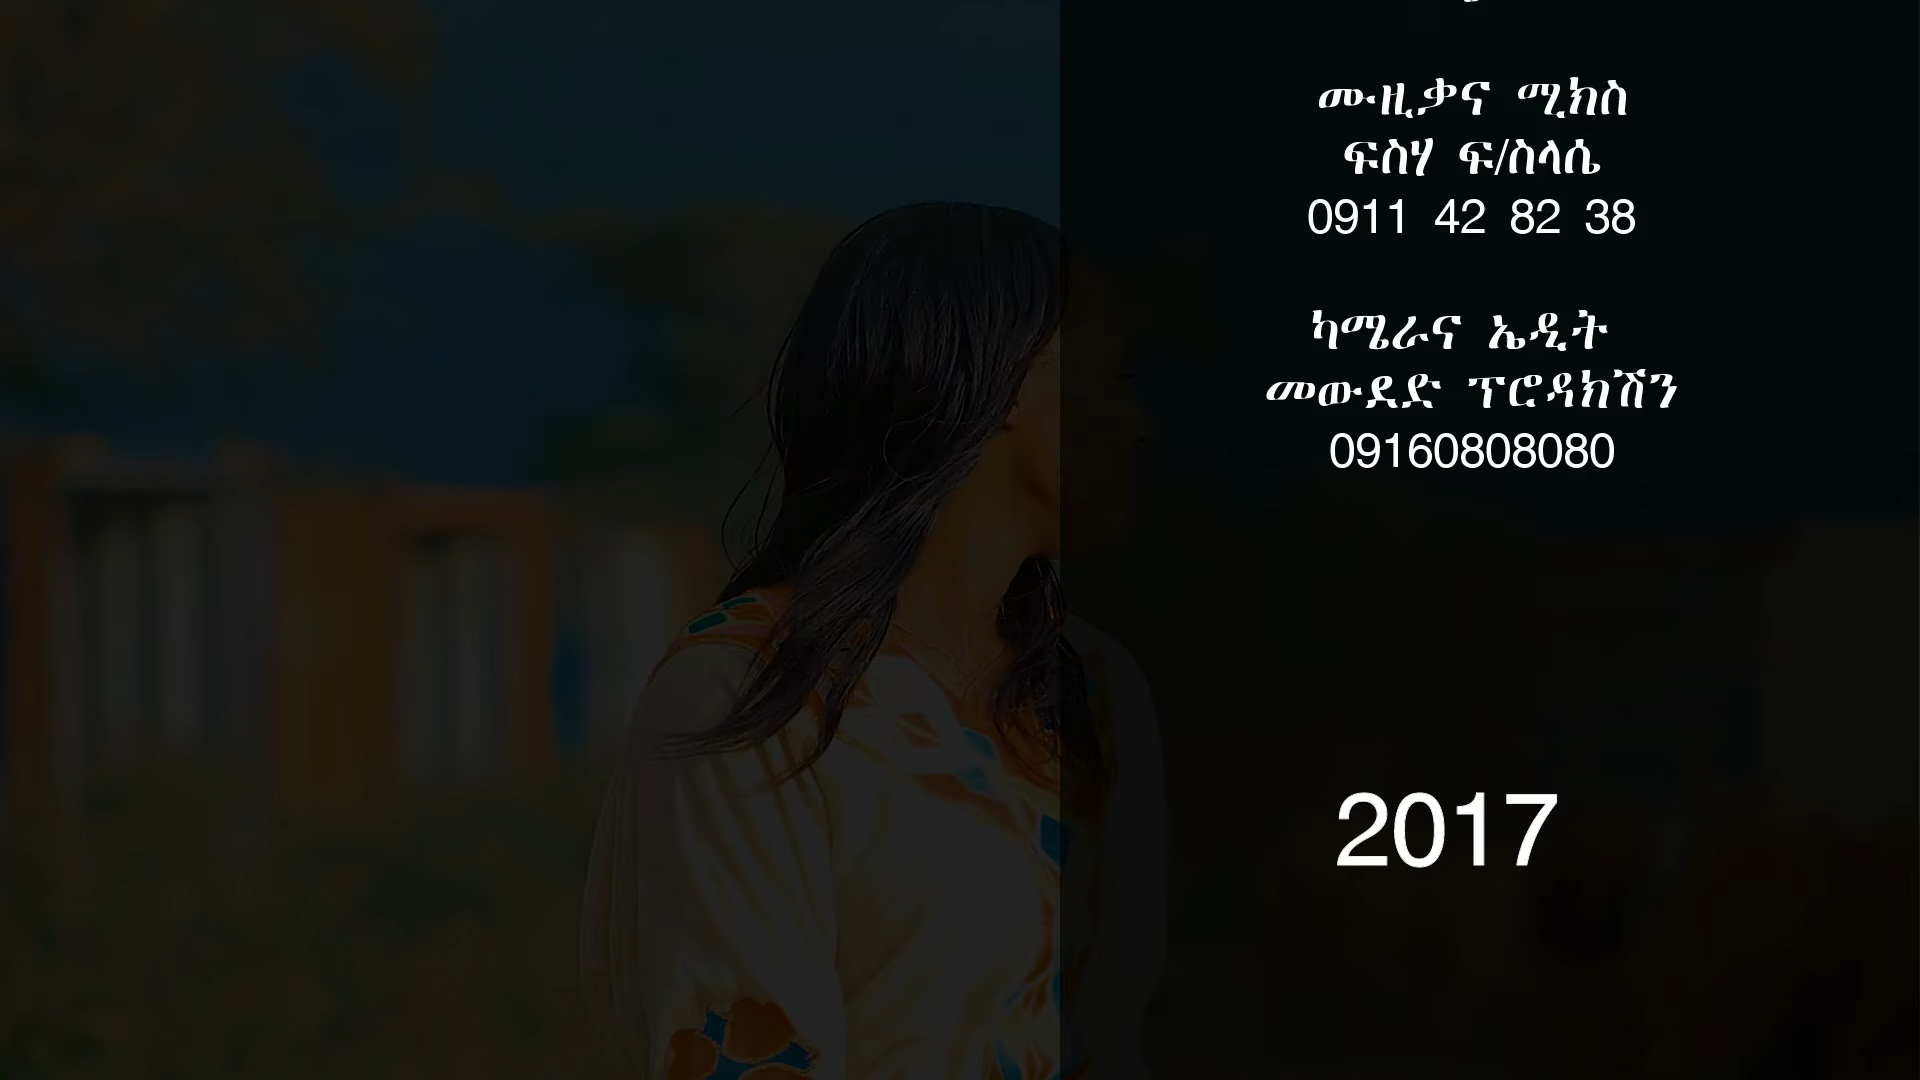 ሙዚቃና ሚክስ
ፍስሃ ፍ/ስላሴ
0911 42 82 38
ካሜራና ኤዲት
መውደድ ፕሮዳክሽን
09160808080
2017